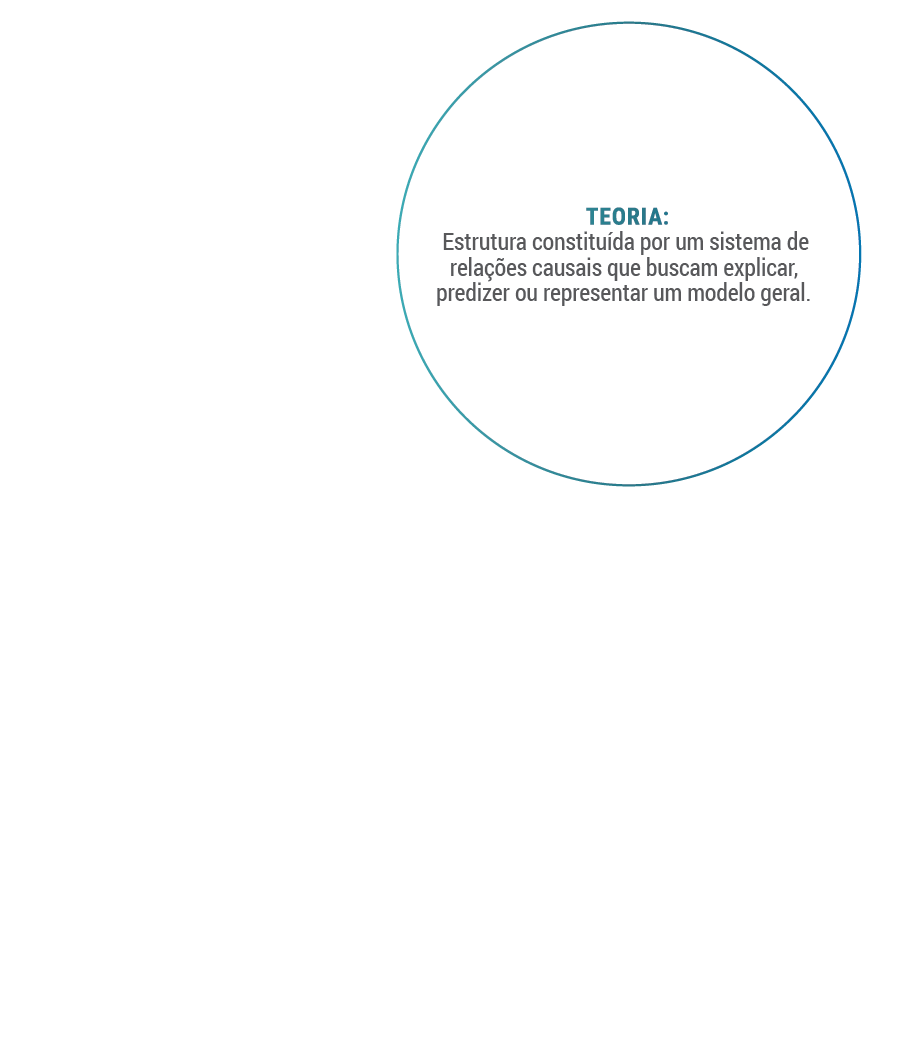 TEORIA:
Estrutura constituída por um sistema de
relações causais que buscam explicar,
predizer ou representar um modelo geral.